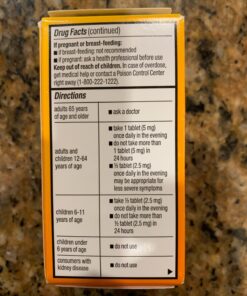 Drug Facts (continued)
If pregnant or breast-feeding:
■ if breast-feeding: not recommended
■ if pregnant: ask a health professional before use
Keep out of reach of children. In case of overdose,
get medical help or contact a Poison Control Center
right away (1-800-222-1222).
Directions
adults 65 years
of age and older
■ ask a doctor
adults and
children 12-64
years of age
■ take 1 tablet (5 mg)
once daily in the evening
■ do not take more than
1 tablet (5 mg) in
24 hours
■ ½ tablet (2.5 mg)
once daily in the evening
may be appropriate for
less severe symptoms
children 6-11
years of age
■ take ½ tablet (2.5 mg)
once daily in the evening
■ do not take more than
½ tablet (2.5 mg) in
24 hours
children under
6 years of age
■ do not use
consumers with
kidney disease
■ do not use